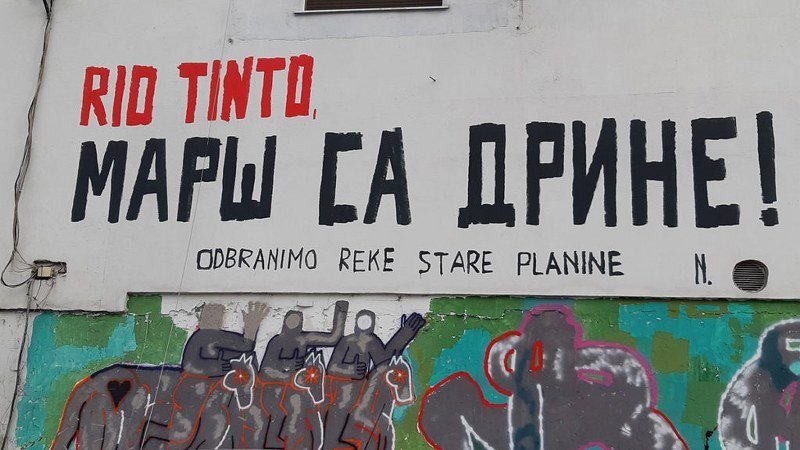 RIO TINTO,
МАРШ СА ДРИНЕ!
ODBRANIMO REKE STARE PLANINE N.